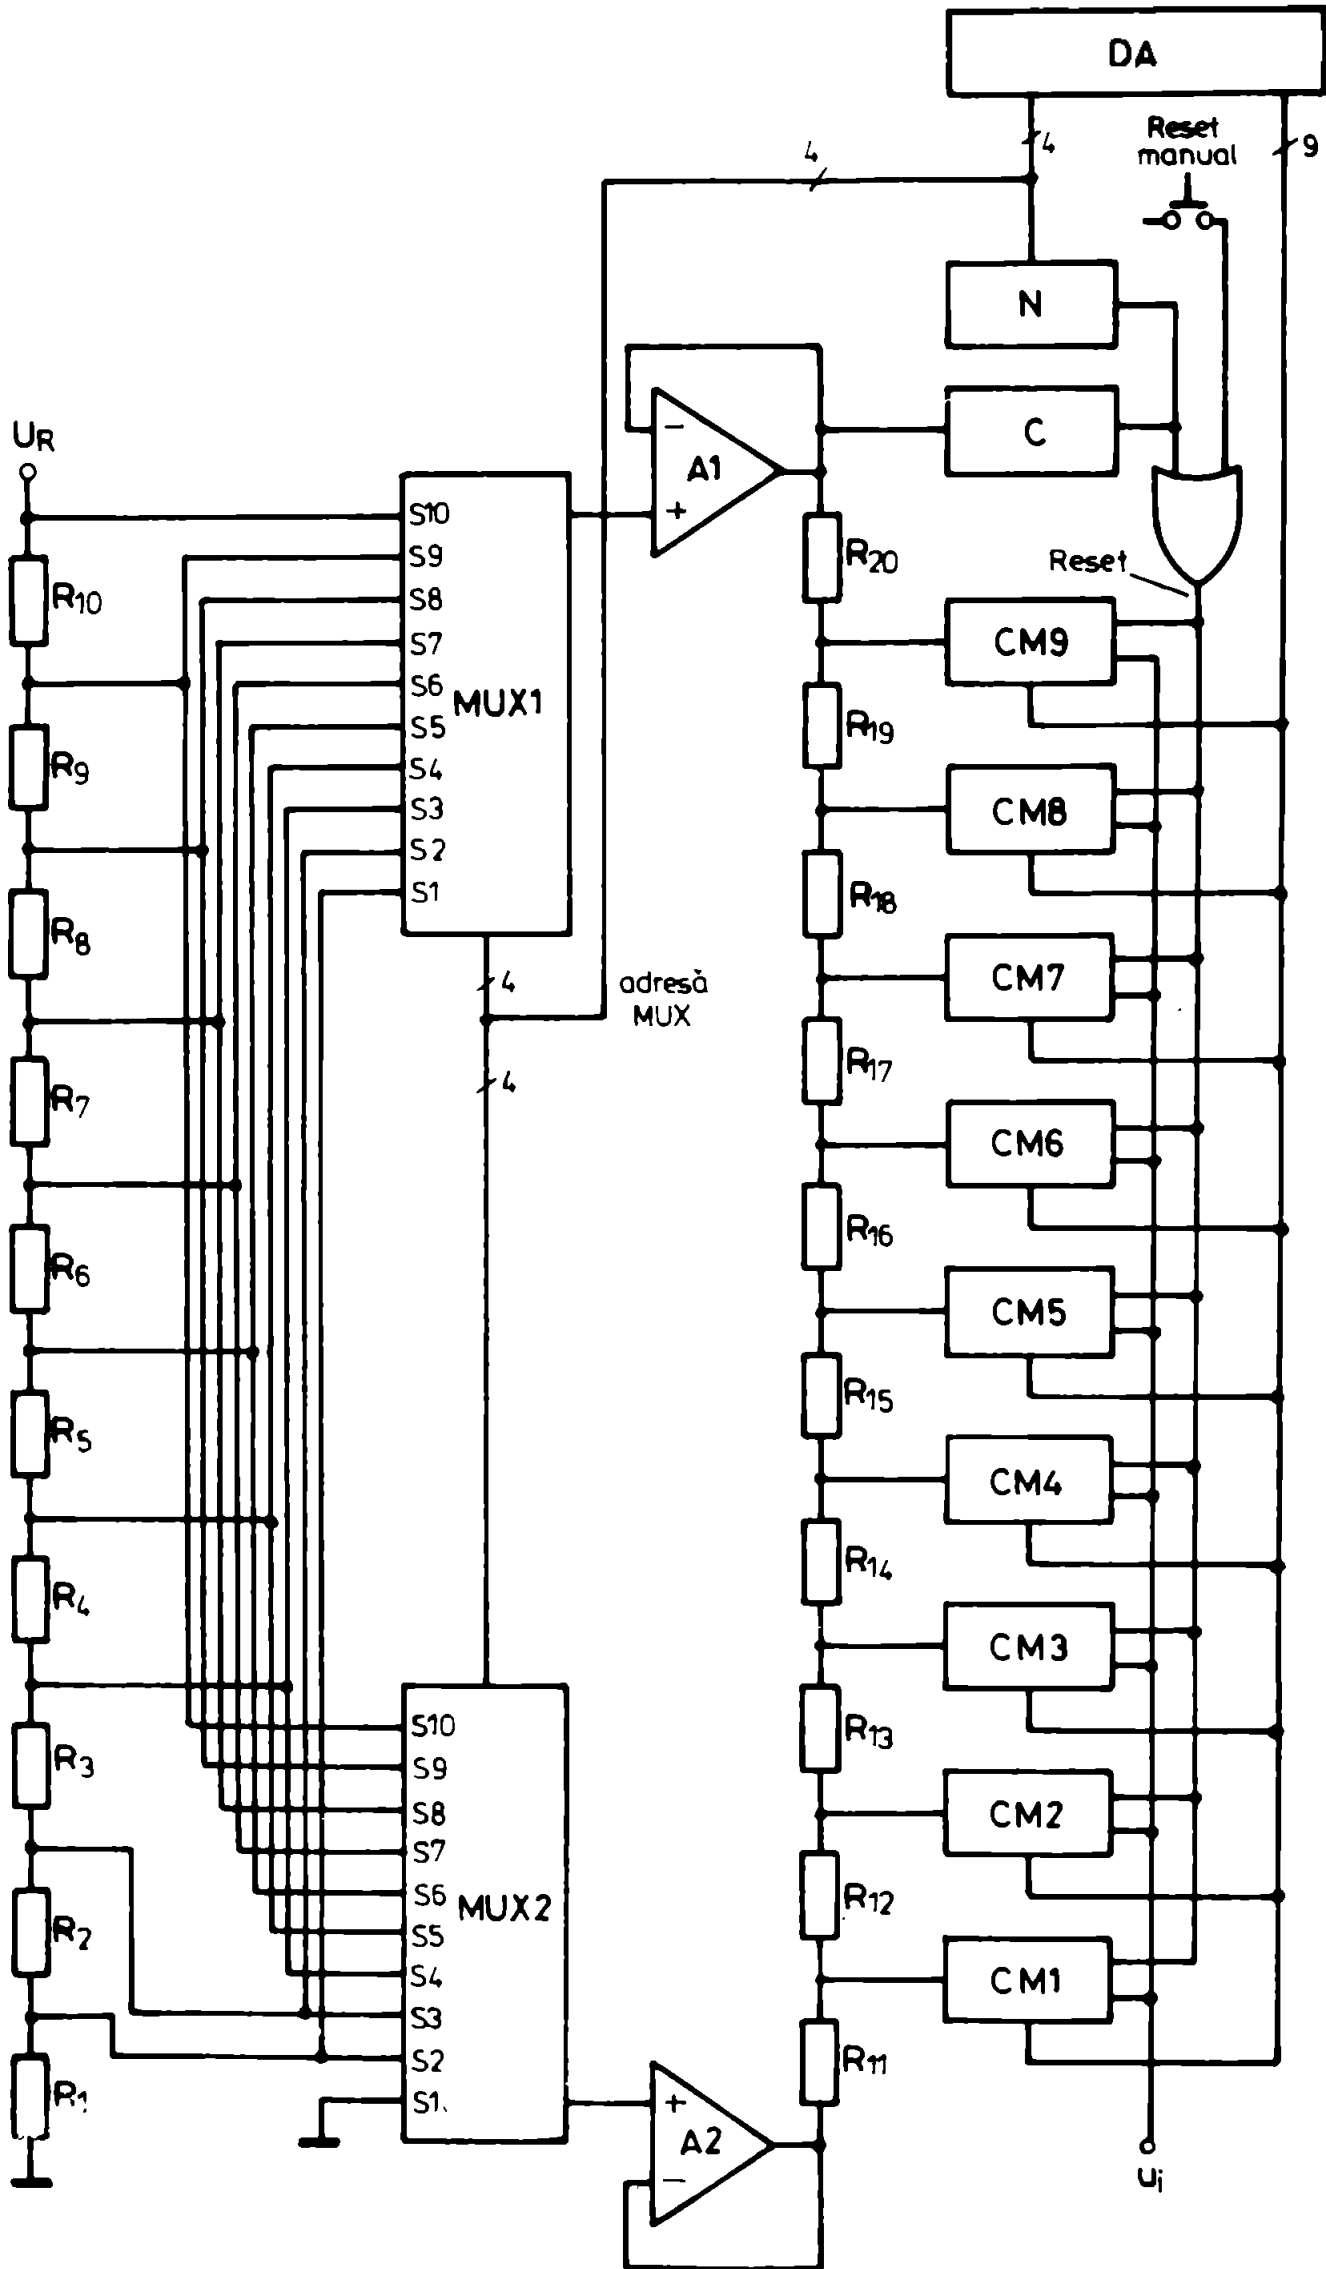 DA
4
Reset
manual
9
4
N
C
UR
A1
−
+
S10
S9
S8
S7
S6
S5
S4
S3
S2
S1
MUX1
R10
R9
R8
R7
R6
R5
R4
R3
R2
R1
4
adresă
MUX
4
S10
S9
S8
S7
S6
S5
S4
S3
S2
S1
MUX2
+
A2
−
R20
R19
R18
R17
R16
R15
R14
R13
R12
R11
Reset
CM9
CM8
CM7
CM6
CM5
CM4
CM3
CM2
CM1
ui